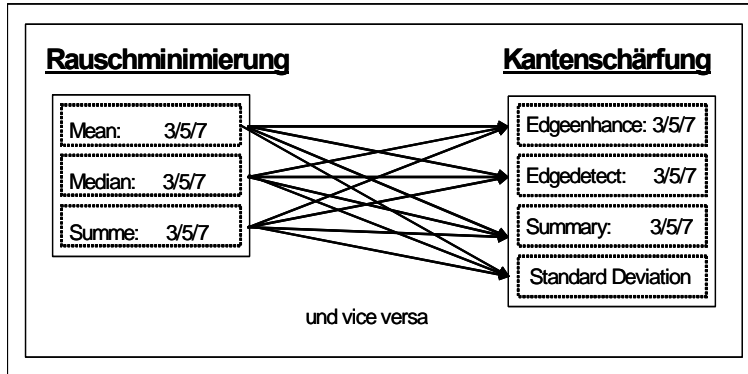 Rauschminimierung
Mean: 3/5/7
Median: 3/5/7
Summe: 3/5/7
Kantenschärfung
Edgeenhance: 3/5/7
Edgedetect: 3/5/7
Summary: 3/5/7
Standard Deviation
und vice versa